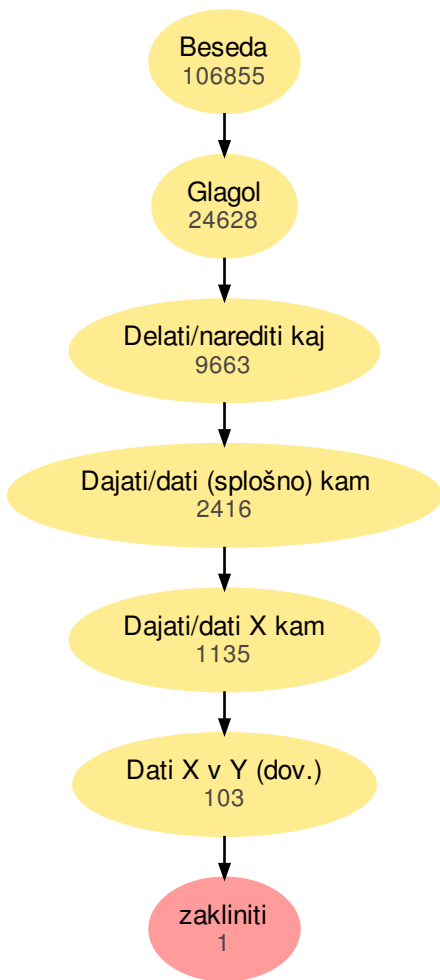 Beseda
106855
Glagol
24628
Delati/narediti kaj
9663
Dajati/dati (splošno) kam
2416
Dajati/dati X kam
1135
Dati X v Y (dov.)
103
zakliniti
1